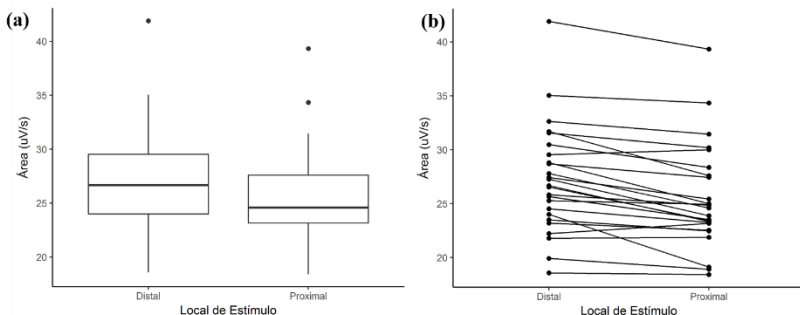 (a)
Área (uV/s)
40
35
30
25
20
Distal
Proximal
Local de Estímulo
(b)
Área (uV/s)
40
35
30
25
20
Distal
Proximal
Local de Estímulo